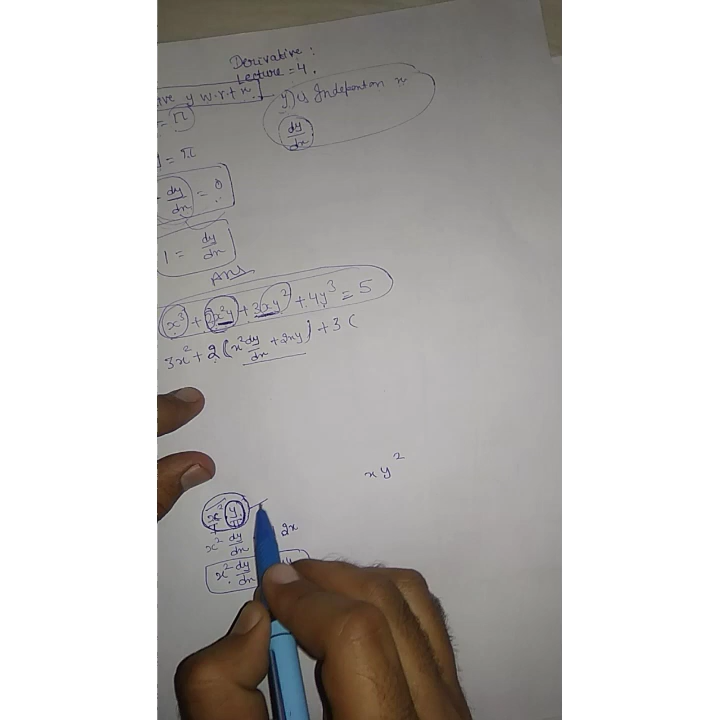 Derivative :
Lecture = 4.
y w.r.t x.
y is Independen x
dy/dx
= π
= π
dy/dx = 0
1 = dy/dx
Ans
x³ + 2x²y + 3xy² + 4y³ = 5
3x² + 2(x² dy/dx + 2xy) + 3(
xy²
x² y
x² dy/dx 2x
x² dy/dx